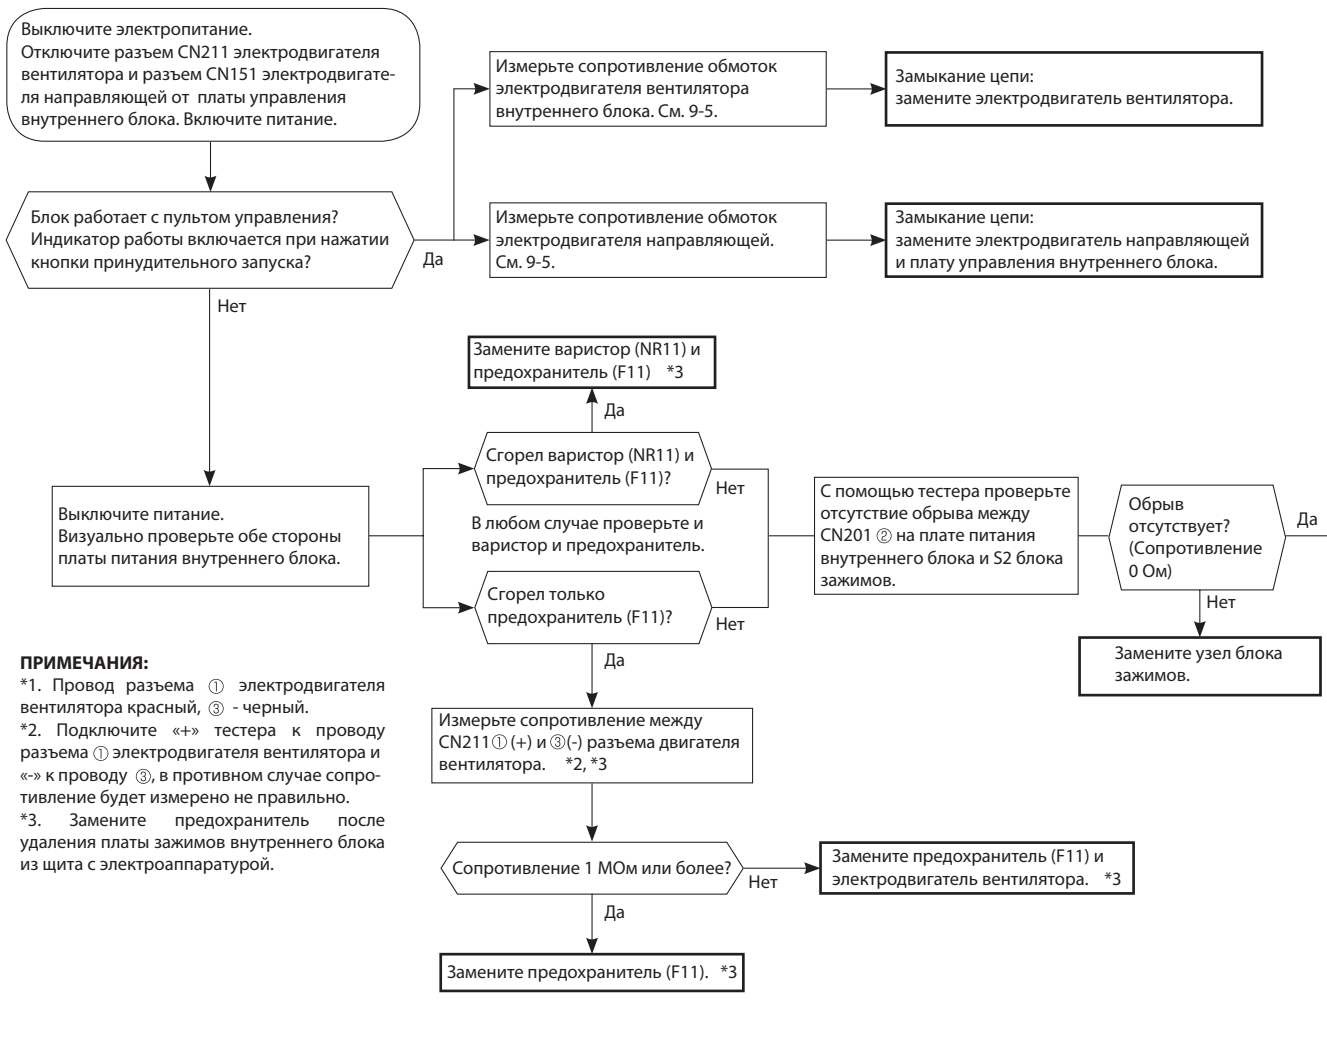 Выключите электропитание.
Отключите разъем CN211 электродвигателя
вентилятора и разъем CN151 электродвигате-
ля направляющей от платы управления
внутреннего блока. Включите питание.
Измерьте сопротивление обмоток
электродвигателя вентилятора
внутреннего блока. См. 9-5.
Замыкание цепи:
замените электродвигатель вентилятора.
Блок работает с пультом управления?
Индикатор работы включается при нажатии
кнопки принудительного запуска?
Да
Измерьте сопротивление обмоток
электродвигателя направляющей.
См. 9-5.
Замыкание цепи:
замените электродвигатель направляющей
и плату управления внутреннего блока.
Нет
Замените варистор (NR11) и
предохранитель (F11) *3
Да
Сгорел варистор (NR11) и
предохранитель (F11)?
Нет
Выключите питание.
Визуально проверьте обе стороны
платы питания внутреннего блока.
В любом случае проверьте и
варистор и предохранитель.
С помощью тестера проверьте
отсутствие обрыва между
CN201 ② на плате питания
внутреннего блока и S2 блока
зажимов.
Обрыв
отсутствует?
(Сопротивление
0 Ом)
Да
Сгорел только
предохранитель (F11)?
Нет
Нет
Замените узел блока
зажимов.
Да
ПРИМЕЧАНИЯ:
*1. Провод разъема ① электродвигателя
вентилятора красный, ③ - черный.
*2. Подключите «+» тестера к проводу
разъема ① электродвигателя вентилятора и
«-» к проводу ③, в противном случае сопро-
тивление будет измерено не правильно.
*3. Замените предохранитель после
удаления платы зажимов внутреннего блока
из щита с электроаппаратурой.
Измерьте сопротивление между
CN211① (+) и ③(-) разъема двигателя
вентилятора. *2, *3
Сопротивление 1 МОм или более?
Нет
Замените предохранитель (F11) и
электродвигатель вентилятора. *3
Да
Замените предохранитель (F11). *3